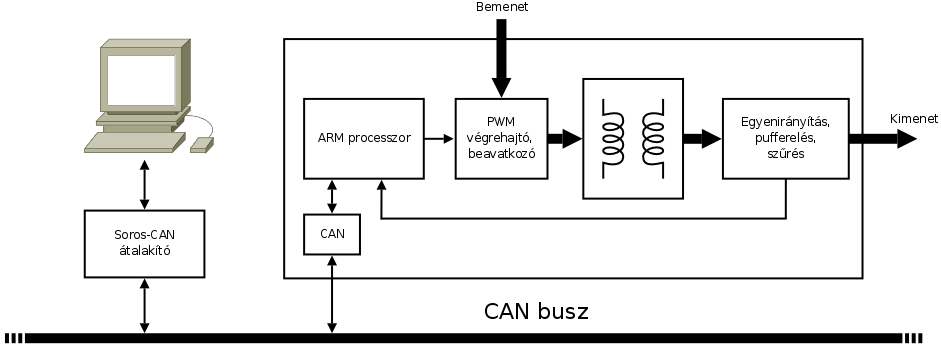 Bemenet
ARM processzor
PWM
végrehajtó,
beavatkozó
Egyenirányítás,
pufferelés,
szűrés
Kimenet
Soros-CAN
átalakító
CAN
CAN busz